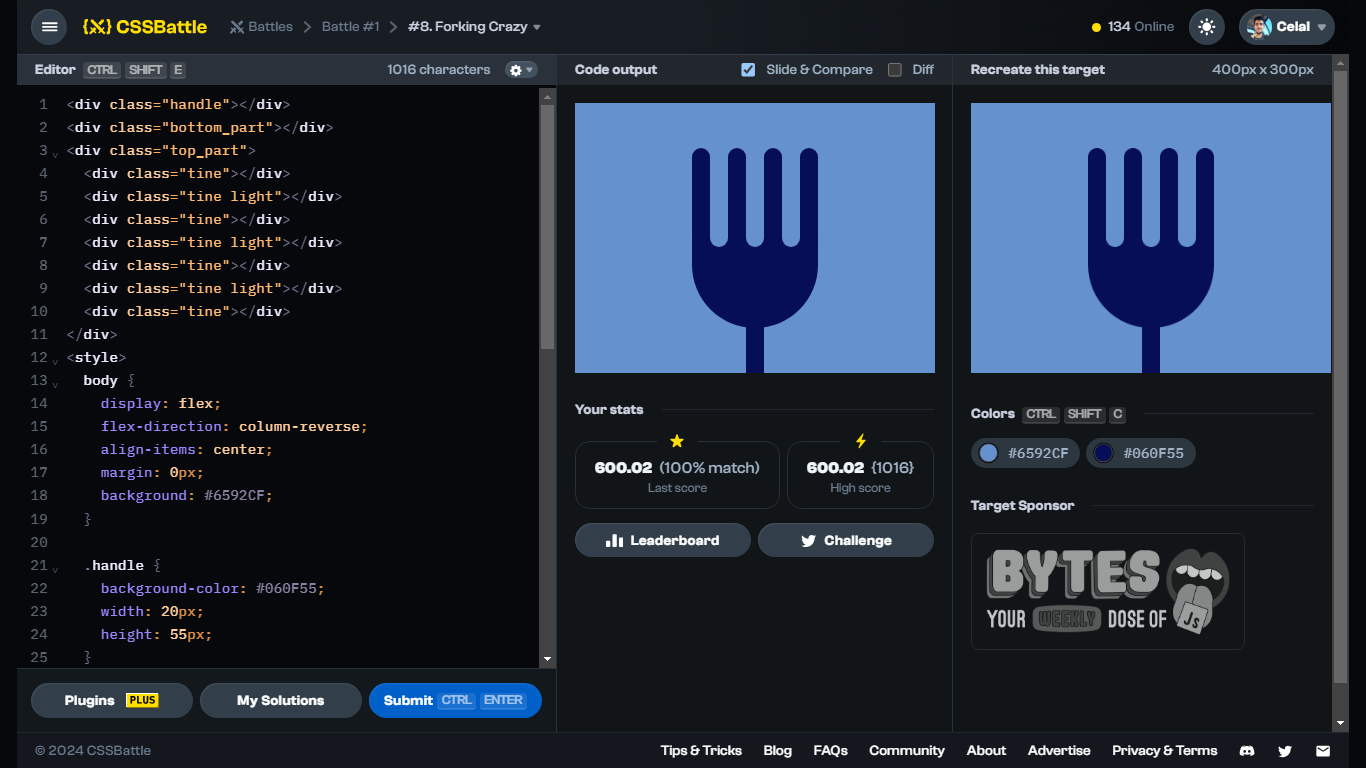 {X} CSSBattle
Battles
Battle #1
#8. Forking Crazy
134 Online
Celal
Editor CTRL SHIFT E
1016 characters
1 <div class="handle"></div>
2 <div class="bottom_part"></div>
3 <div class="top_part">
4 <div class="tine"></div>
5 <div class="tine light"></div>
6 <div class="tine"></div>
7 <div class="tine light"></div>
8 <div class="tine"></div>
9 <div class="tine light"></div>
10 <div class="tine"></div>
11 </div>
12 <style>
13 body {
14 display: flex;
15 flex-direction: column-reverse;
16 align-items: center;
17 margin: 0px;
18 background: #6592CF;
19 }
20
21 .handle {
22 background-color: #060F55;
23 width: 20px;
24 height: 55px;
25 }
Plugins PLUS
My Solutions
Submit CTRL ENTER
Code output
Slide & Compare
Diff
Your stats
600.02 (100% match)
Last score
600.02 {1016}
High score
Leaderboard
Challenge
Recreate this target
400px x 300px
Colors CTRL SHIFT C
#6592CF
#060F55
Target Sponsor
BYTES
YOUR WEEKLY DOSE OF JS
© 2024 CSSBattle
Tips & Tricks
Blog
FAQs
Community
About
Advertise
Privacy & Terms